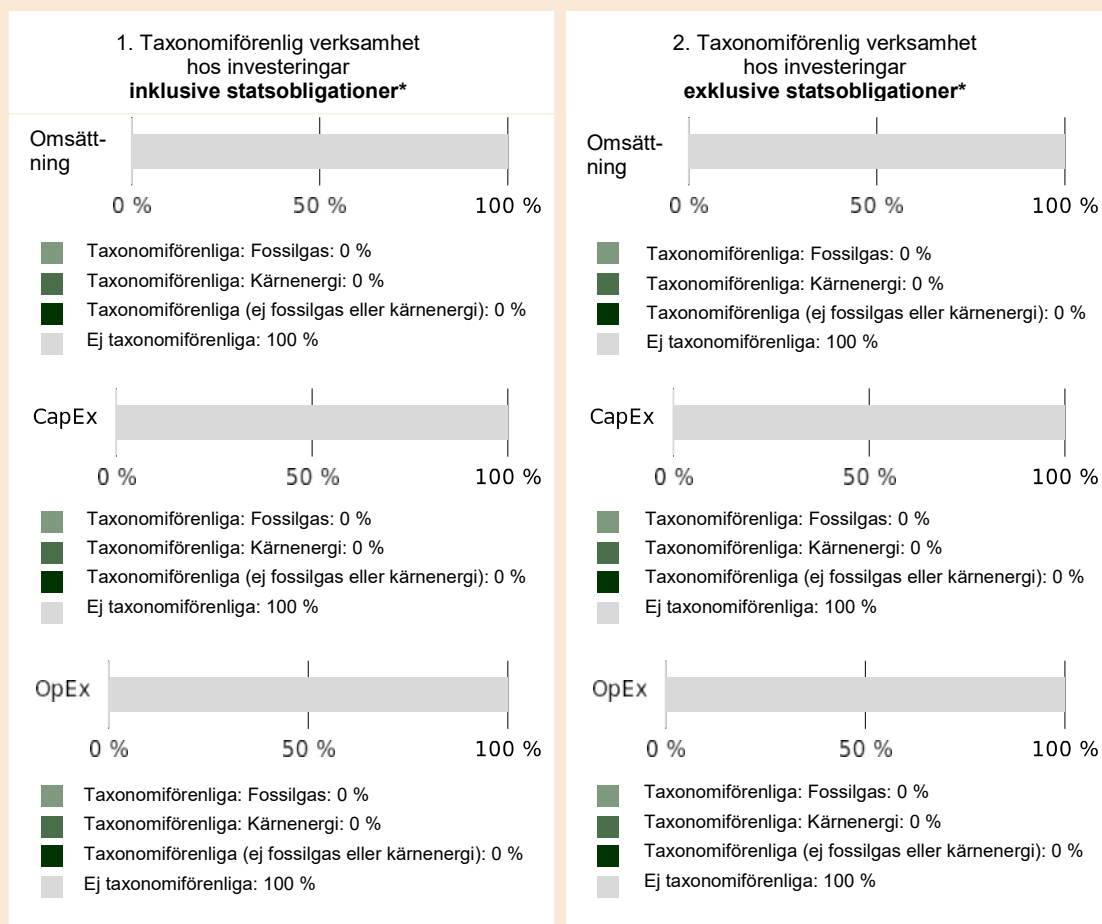 1. Taxonomiförenlig verksamhet
hos investeringar
inklusive statsobligationer*
Omsätt-
ning
0 % 50 % 100 %
Taxonomiförenliga: Fossilgas: 0 %
Taxonomiförenliga: Kärnenergi: 0 %
Taxonomiförenliga (ej fossilgas eller kärnenergi): 0 %
Ej taxonomiförenliga: 100 %
CapEx
0 % 50 % 100 %
Taxonomiförenliga: Fossilgas: 0 %
Taxonomiförenliga: Kärnenergi: 0 %
Taxonomiförenliga (ej fossilgas eller kärnenergi): 0 %
Ej taxonomiförenliga: 100 %
OpEx
0 % 50 % 100 %
Taxonomiförenliga: Fossilgas: 0 %
Taxonomiförenliga: Kärnenergi: 0 %
Taxonomiförenliga (ej fossilgas eller kärnenergi): 0 %
Ej taxonomiförenliga: 100 %
2. Taxonomiförenlig verksamhet
hos investeringar
exklusive statsobligationer*
Omsätt-
ning
0 % 50 % 100 %
Taxonomiförenliga: Fossilgas: 0 %
Taxonomiförenliga: Kärnenergi: 0 %
Taxonomiförenliga (ej fossilgas eller kärnenergi): 0 %
Ej taxonomiförenliga: 100 %
CapEx
0 % 50 % 100 %
Taxonomiförenliga: Fossilgas: 0 %
Taxonomiförenliga: Kärnenergi: 0 %
Taxonomiförenliga (ej fossilgas eller kärnenergi): 0 %
Ej taxonomiförenliga: 100 %
OpEx
0 % 50 % 100 %
Taxonomiförenliga: Fossilgas: 0 %
Taxonomiförenliga: Kärnenergi: 0 %
Taxonomiförenliga (ej fossilgas eller kärnenergi): 0 %
Ej taxonomiförenliga: 100 %